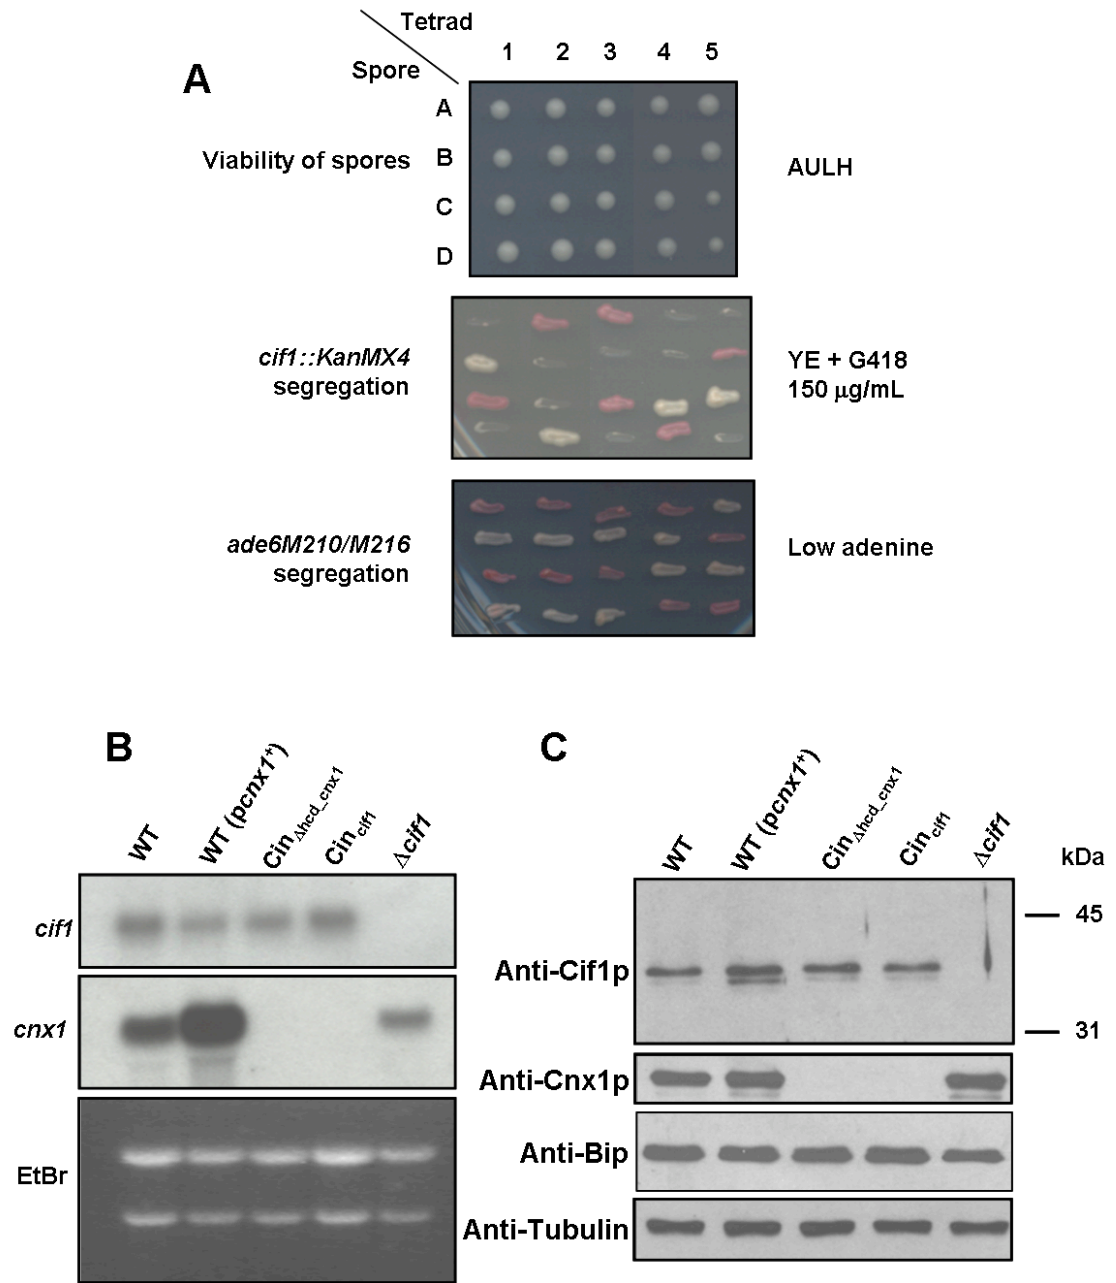 Tetrad
1 2 3 4 5
Spore
A
A
B
C
D
Viability of spores
AULH
cif1::KanMX4
segregation
YE + G418
150 µg/mL
ade6M210/M216
segregation
Low adenine
B
WT
WT (pcnx1+)
CinΔhcd_cnx1
Cincif1
Δcif1
cif1
cnx1
EtBr
C
WT
WT (pcnx1+)
CinΔhcd_cnx1
Cincif1
Δcif1
kDa
45
31
Anti-Cif1p
Anti-Cnx1p
Anti-Bip
Anti-Tubulin